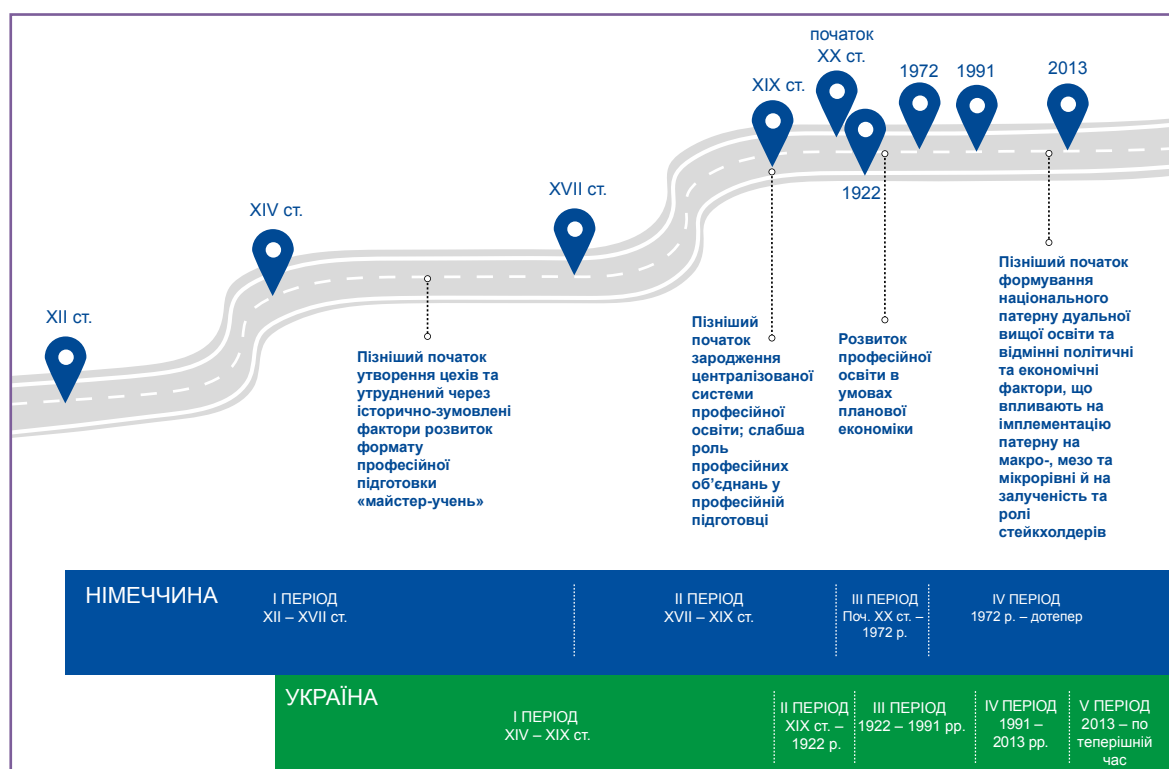 XII ст.
XIV ст.
XVII ст.
XIX ст.
початок
XX ст.
1922
1972
1991
2013
Пізніший початок
утворення цехів та
утруднений через
історично-зумовлені
фактори розвиток
формату
професійної
підготовки
«майстер-учень»
Пізніший
початок
зародження
централізованої
системи
професійної
освіти; слабша
роль
професійних
об’єднань у
професійній
підготовці
Розвиток
професійної
освіти в
умовах
планової
економіки
Пізніший початок
формування
національного
патерну дуальної
вищої освіти та
відмінні політичні
та економічні
фактори, що
впливають на
імплементацію
патерну на
макро-, мезо та
мікрорівні й на
залученість та
ролі
стейкхолдерів
НІМЕЧЧИНА
І ПЕРІОД
XII – XVII ст.
ІІ ПЕРІОД
XVII – XIX ст.
ІІІ ПЕРІОД
Поч. XX ст. –
1972 р.
IV ПЕРІОД
1972 р. – дотепер
УКРАЇНА
І ПЕРІОД
XIV – XIX ст.
ІІ ПЕРІОД
XIX ст. –
1922 р.
ІІІ ПЕРІОД
1922 – 1991 рр.
IV ПЕРІОД
1991 –
2013 рр.
V ПЕРІОД
2013 – по
теперішній
час